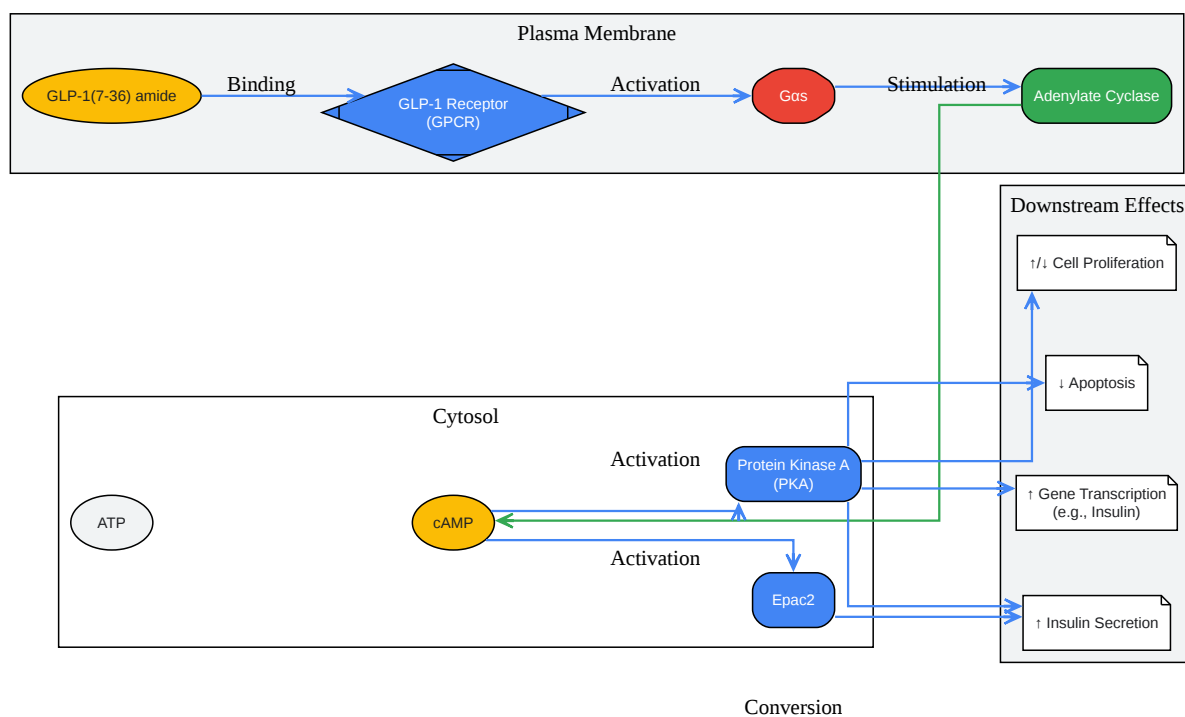 Plasma Membrane
GLP-1(7-36) amide
Binding
GLP-1 Receptor
(GPCR)
Activation
Gαs
Stimulation
Adenylate Cyclase
Downstream Effects
↑/↓ Cell Proliferation
↓ Apoptosis
↑ Gene Transcription
(e.g., Insulin)
↑ Insulin Secretion
Cytosol
ATP
cAMP
Activation
Protein Kinase A
(PKA)
Activation
Epac2
Conversion